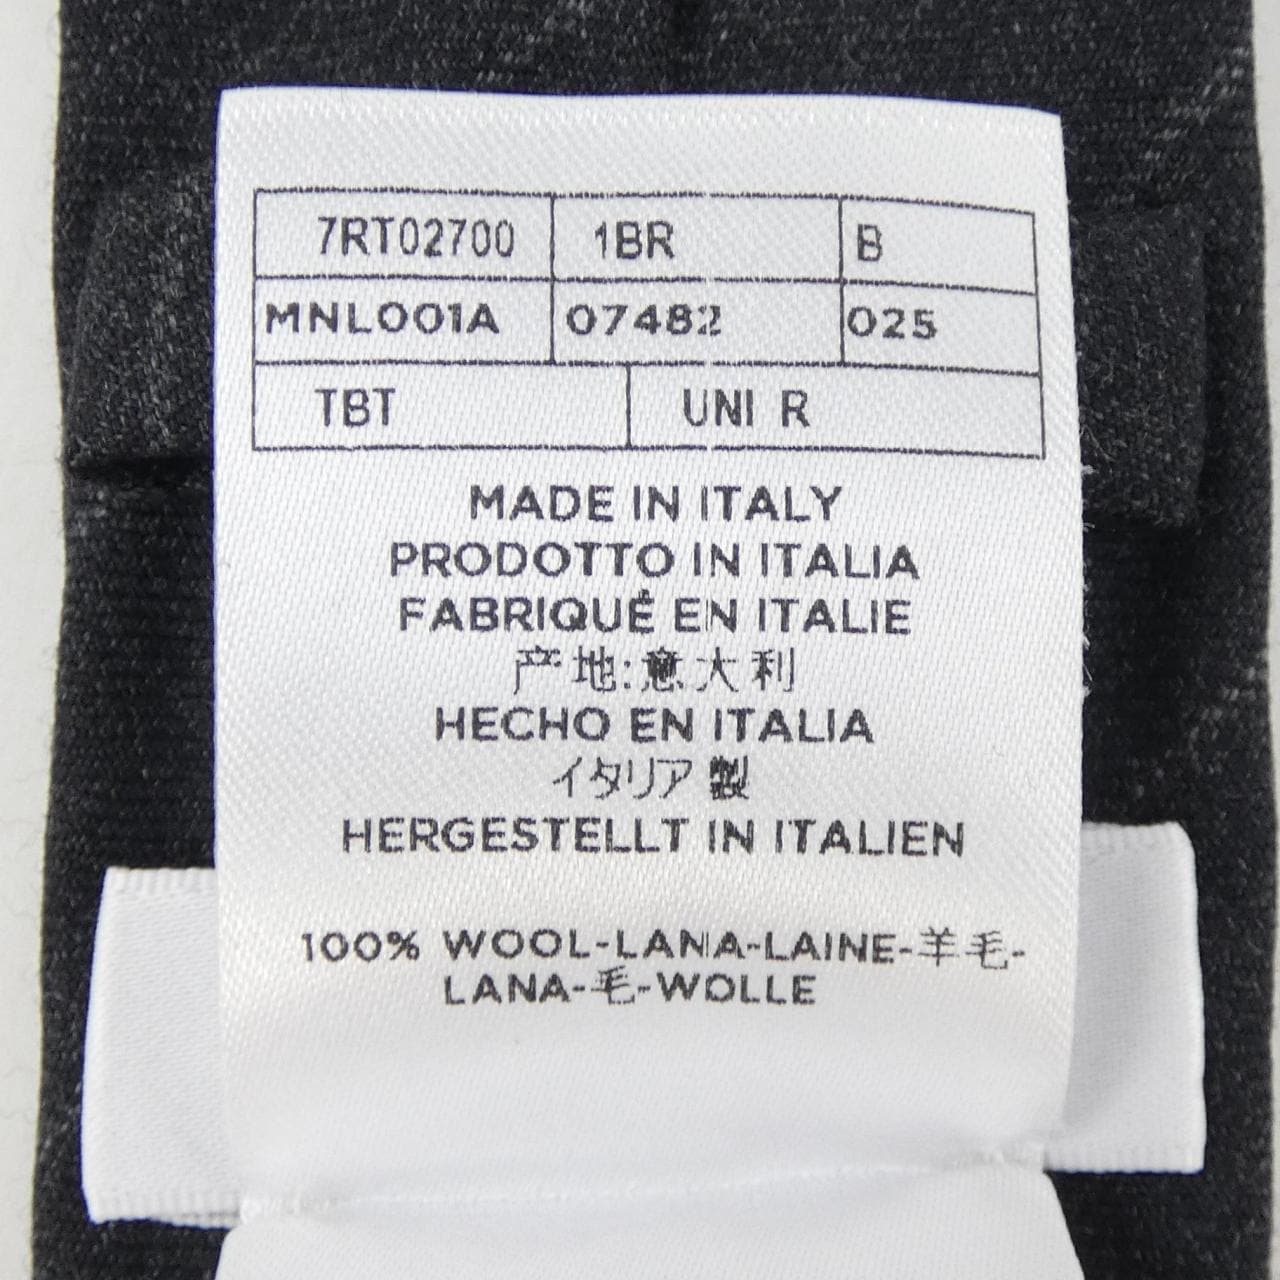 7RT02700 1BR B
MNL001A 07482 025
TBT UNI R
MADE IN ITALY
PRODOTTO IN ITALIA
FABRIQUÉ EN ITALIE
产地:意大利
HECHO EN ITALIA
イタリア製
HERGESTELLT IN ITALIEN
100% WOOL-LANA-LAINE-羊毛-
LANA-毛-WOLLE